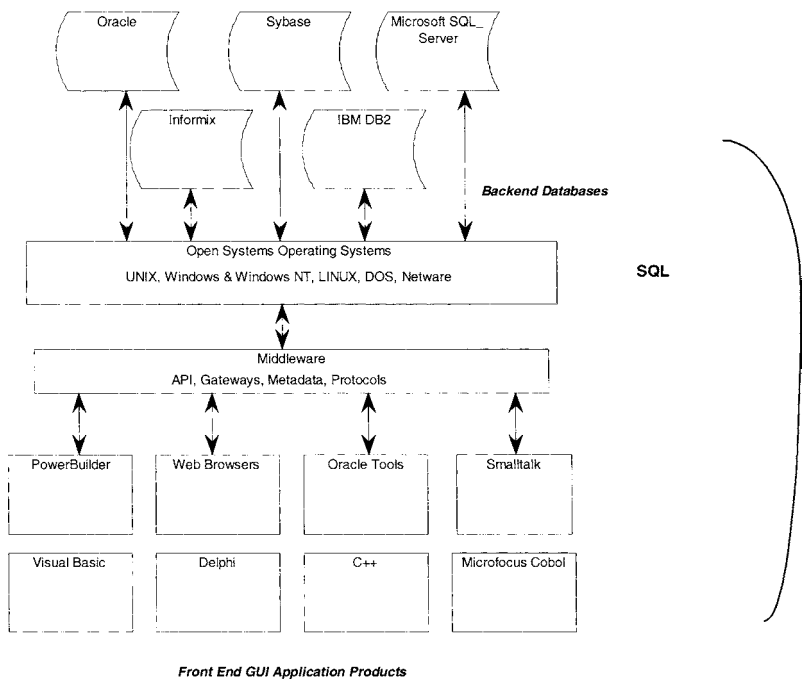 Oracle
Sybase
Microsoft SQL_
Server
Informix
IBM DB2
Backend Databases
Open Systems Operating Systems
UNIX, Windows & Windows NT, LINUX, DOS, Netware
SQL
Middleware
API, Gateways, Metadata, Protocols
PowerBuilder
Web Browsers
Oracle Tools
Smalltalk
Visual Basic
Delphi
C++
Microfocus Cobol
Front End GUI Application Products